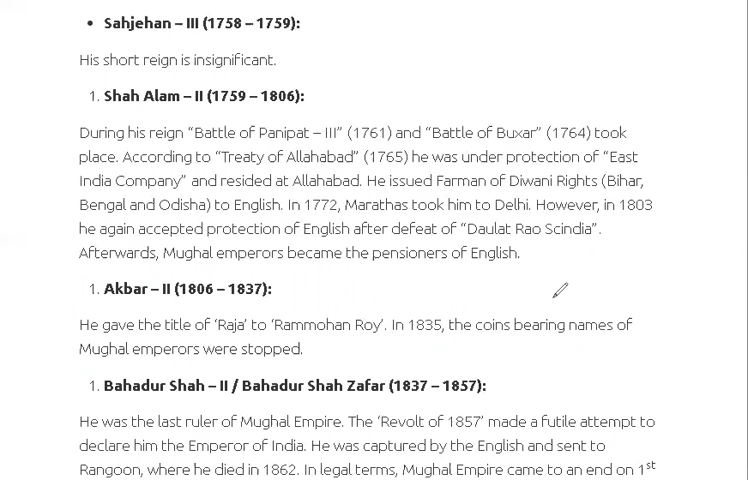 • Sahjehan – III (1758 – 1759):
His short reign is insignificant.
1. Shah Alam – II (1759 – 1806):
During his reign “Battle of Panipat – III” (1761) and “Battle of Buxar” (1764) took
place. According to “Treaty of Allahabad” (1765) he was under protection of “East
India Company” and resided at Allahabad. He issued Farman of Diwani Rights (Bihar,
Bengal and Odisha) to English. In 1772, Marathas took him to Delhi. However, in 1803
he again accepted protection of English after defeat of “Daulat Rao Scindia”.
Afterwards, Mughal emperors became the pensioners of English.
1. Akbar – II (1806 – 1837):
He gave the title of ‘Raja’ to ‘Rammohan Roy’. In 1835, the coins bearing names of
Mughal emperors were stopped.
1. Bahadur Shah – II / Bahadur Shah Zafar (1837 – 1857):
He was the last ruler of Mughal Empire. The ‘Revolt of 1857’ made a futile attempt to
declare him the Emperor of India. He was captured by the English and sent to
Rangoon, where he died in 1862. In legal terms, Mughal Empire came to an end on 1st